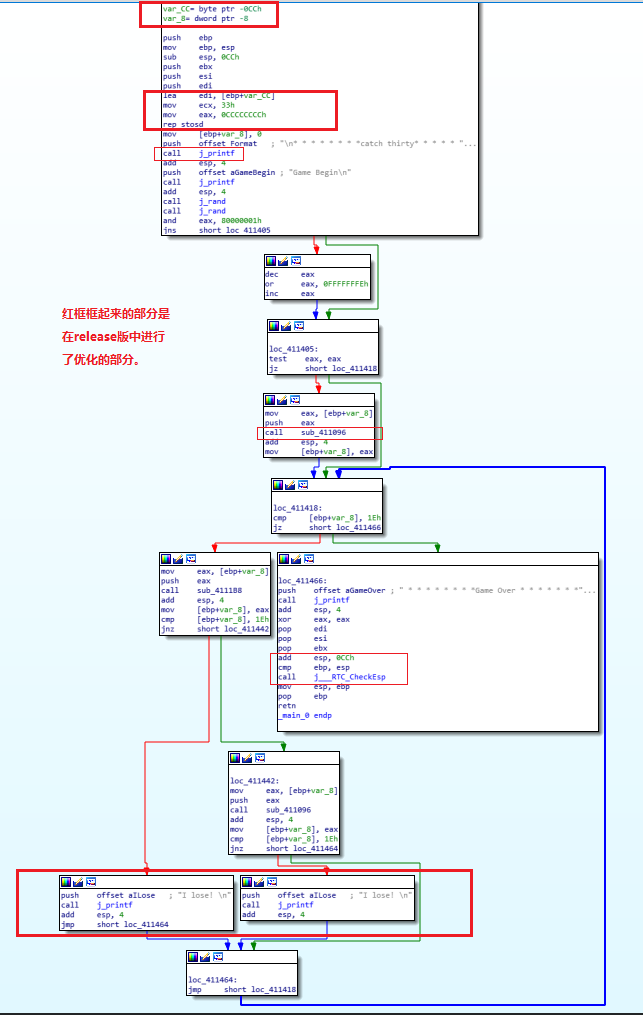 var_CC= byte ptr -0CCh
var_8= dword ptr -8
push ebp
mov ebp, esp
sub esp, 0CCh
push ebx
push esi
push edi
lea edi, [ebp+var_CC]
mov ecx, 33h
mov eax, 0CCCCCCCCh
rep stosd
mov [ebp+var_8], 0
push offset Format ; "\n* * * * * * * *catch thirty* * * * * "...
call j_printf
add esp, 4
push offset aGameBegin ; "Game Begin\n"
call j_printf
add esp, 4
call j_rand
call j_rand
and eax, 80000001h
jns short loc_411405
dec eax
or eax, 0FFFFFFFEh
inc eax
红框框起来的部分是
在release版中进行
了优化的部分。
loc_411405:
test eax, eax
jz short loc_411418
mov eax, [ebp+var_8]
push eax
call sub_411096
add esp, 4
mov [ebp+var_8], eax
loc_411418:
cmp [ebp+var_8], 1Eh
jz short loc_411466
mov eax, [ebp+var_8]
push eax
call sub_4111B8
add esp, 4
mov [ebp+var_8], eax
cmp [ebp+var_8], 1Eh
jnz short loc_411442
loc_411466:
push offset aGameOver ; " * * * * * * *Game Over * * * * * * *"...
call j_printf
add esp, 4
xor eax, eax
pop edi
pop esi
pop ebx
add esp, 0CCh
cmp ebp, esp
call j___RTC_CheckEsp
mov esp, ebp
pop ebp
retn
_main_0 endp
loc_411442:
mov eax, [ebp+var_8]
push eax
call sub_411096
add esp, 4
mov [ebp+var_8], eax
cmp [ebp+var_8], 1Eh
jnz short loc_411464
push offset aILose ; "I lose! \n"
call j_printf
add esp, 4
jmp short loc_411464
push offset aILose ; "I lose! \n"
call j_printf
add esp, 4
loc_411464:
jmp short loc_411418